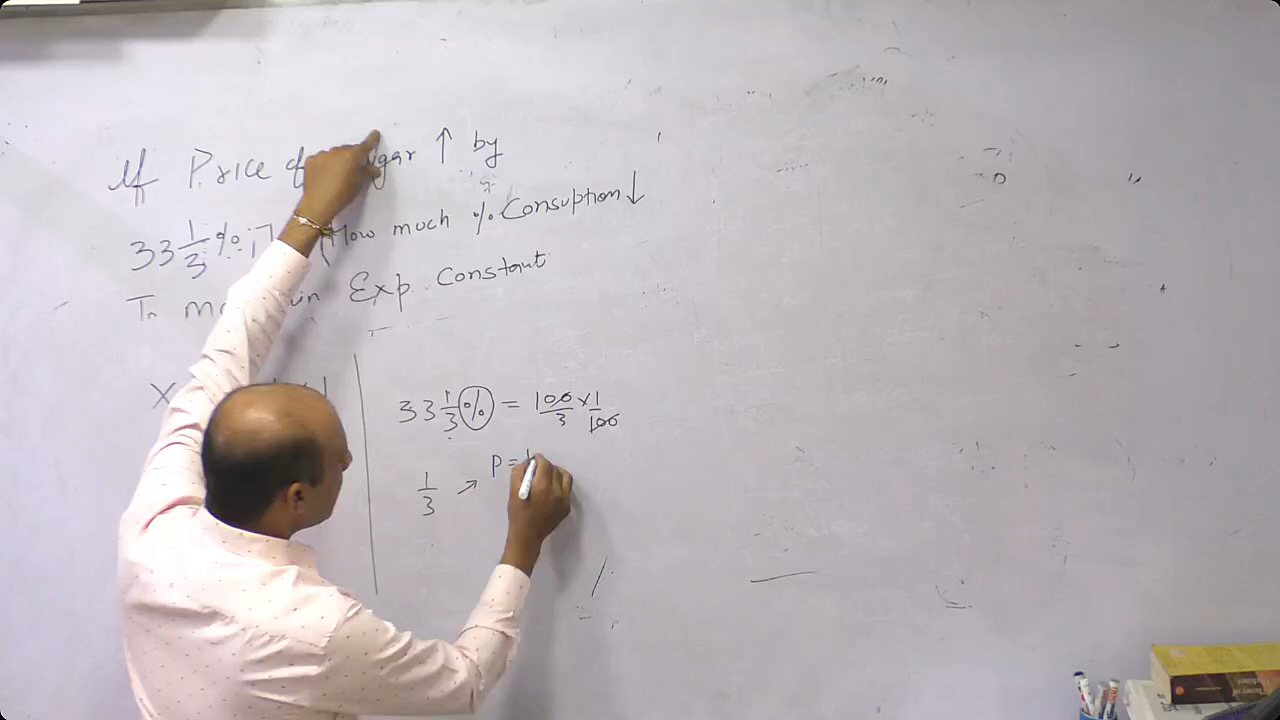 If Price of Sugar ↑ by
33 1/3 %; How much % Consuption ↓
To Exp. Constant
x
33 1/3 % = 100/3 × 1/100
1/3 → P =